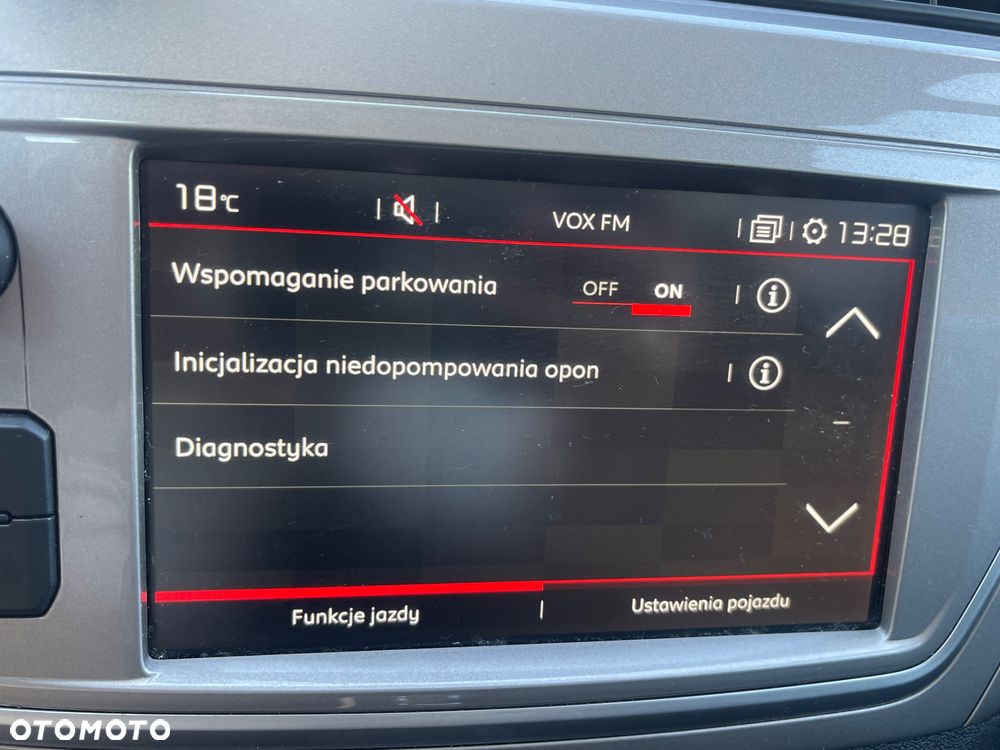 18°C VOX FM 13:28
Wspomaganie parkowania OFF ON i
Inicjalizacja niedopompowania opon i
Diagnostyka
Funkcje jazdy Ustawienia pojazdu
OTOMOTO